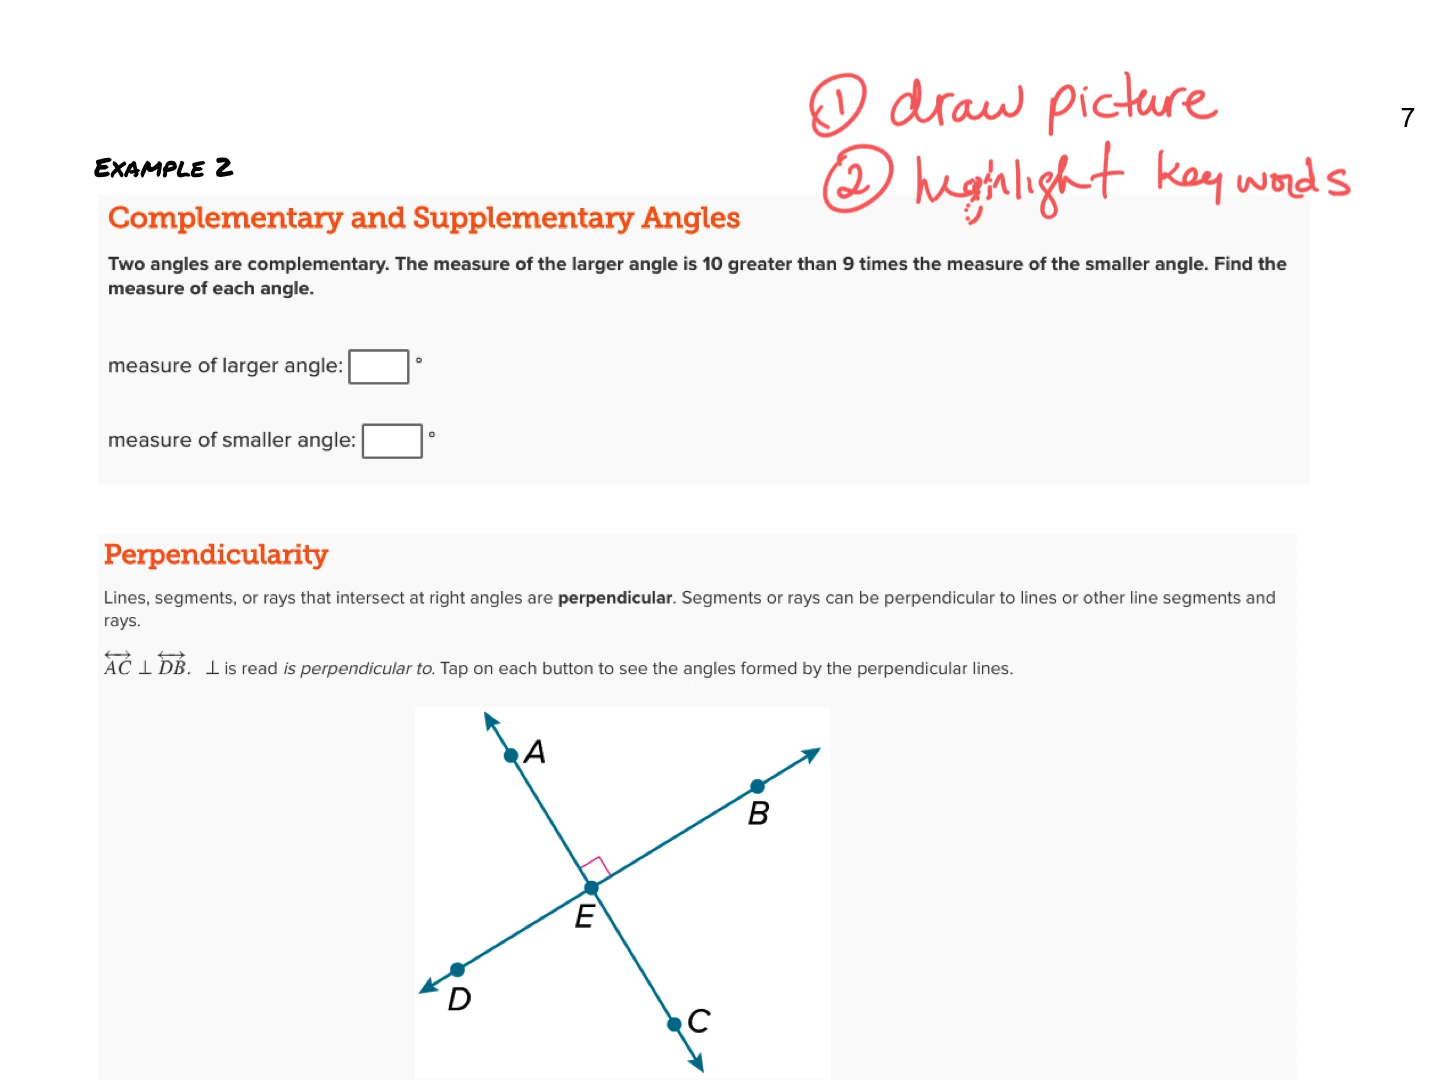 ① draw picture
7
② highlight key words
EXAMPLE 2
Complementary and Supplementary Angles
Two angles are complementary. The measure of the larger angle is 10 greater than 9 times the measure of the smaller angle. Find the
measure of each angle.
measure of larger angle: °
measure of smaller angle: °
Perpendicularity
Lines, segments, or rays that intersect at right angles are perpendicular. Segments or rays can be perpendicular to lines or other line segments and
rays.
AC ⊥ DB. ⊥ is read is perpendicular to. Tap on each button to see the angles formed by the perpendicular lines.
A
B
E
D
C